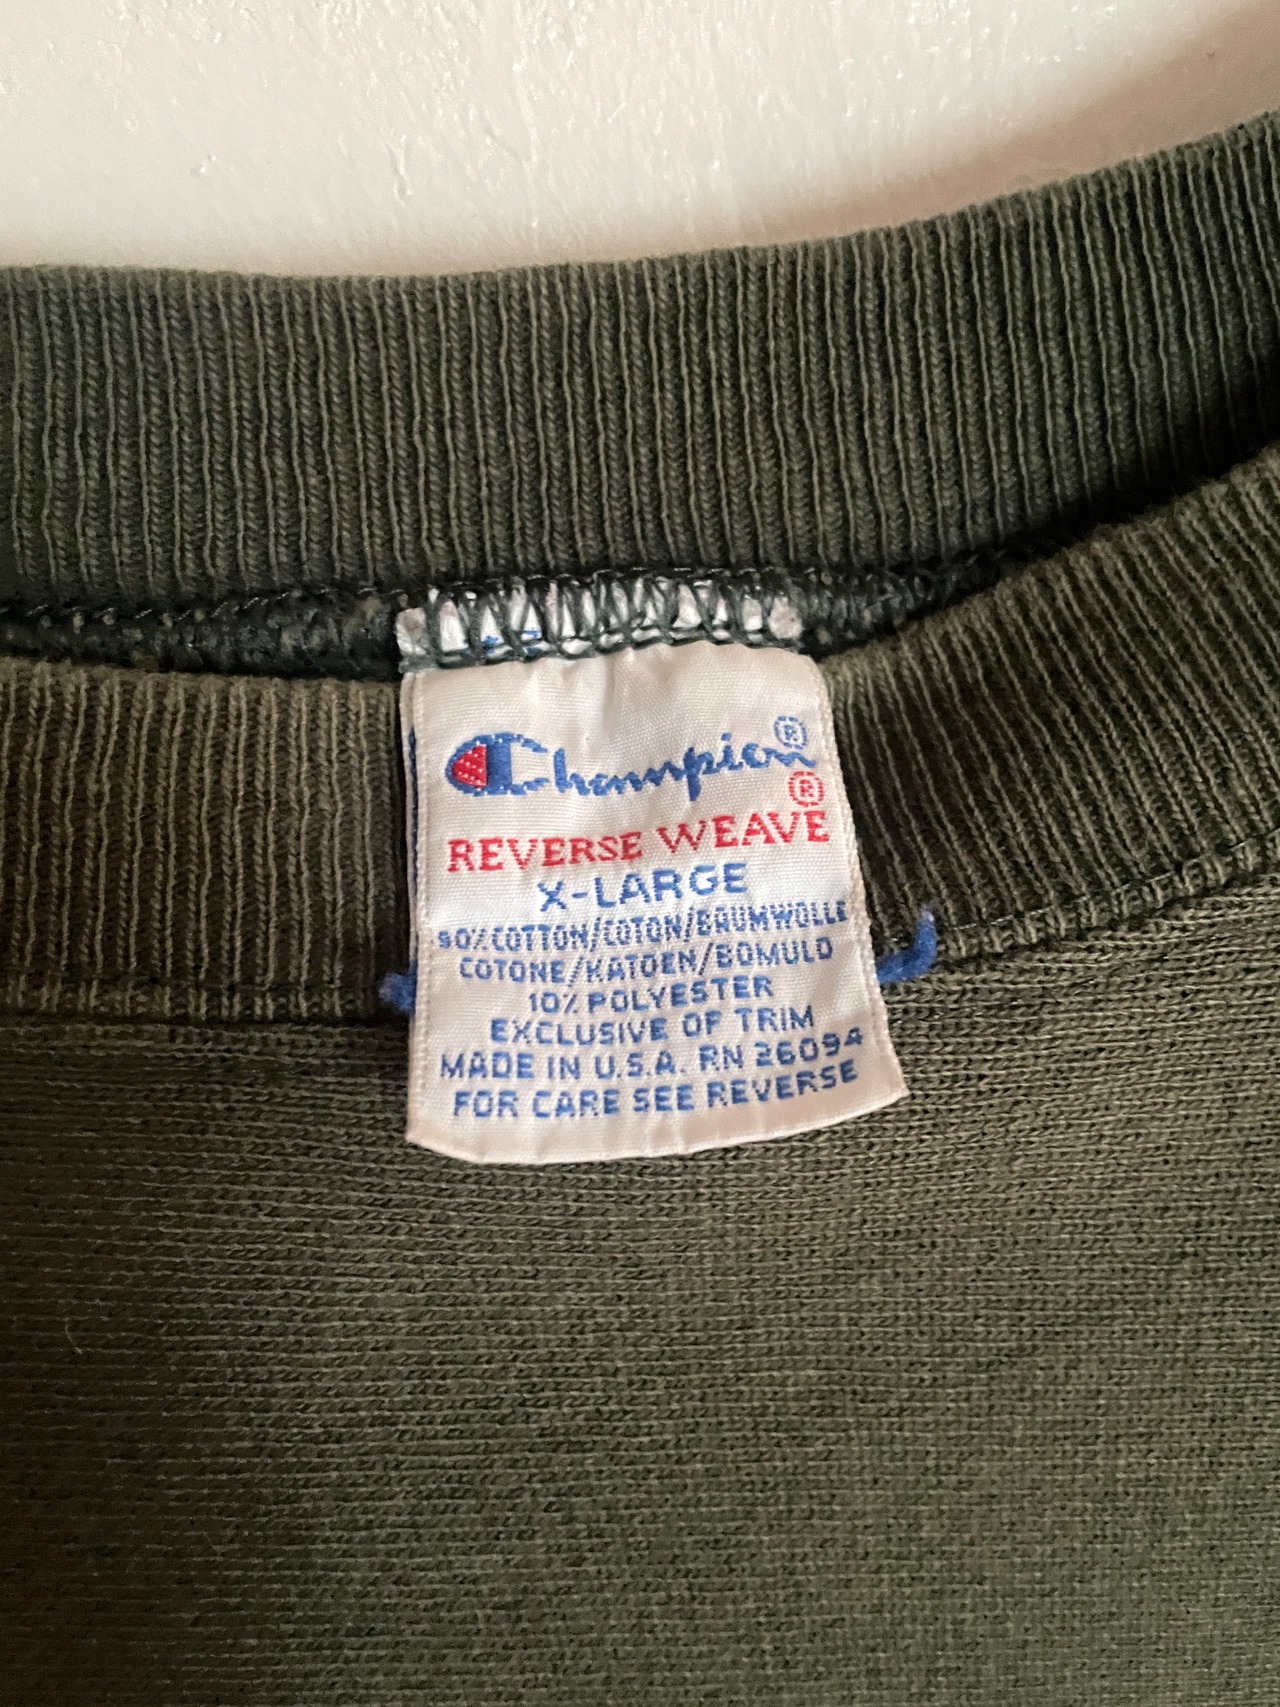 Champion®
®
REVERSE WEAVE
X-LARGE
90% COTTON/COTON/BAUMWOLLE
COTONE/KATOEN/BOMULD
10% POLYESTER
EXCLUSIVE OF TRIM
MADE IN U.S.A. RN 26094
FOR CARE SEE REVERSE